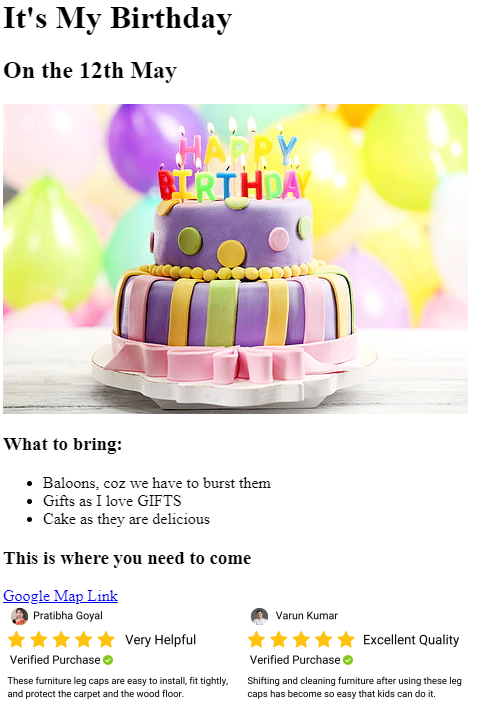 It's My Birthday
On the 12th May
HAPPY
BIRTHDAY
What to bring:
Baloons, coz we have to burst them
Gifts as I love GIFTS
Cake as they are delicious
This is where you need to come
Google Map Link
Pratibha Goyal
Very Helpful
Verified Purchase
These furniture leg caps are easy to install, fit tightly,
and protect the carpet and the wood floor.
Varun Kumar
Excellent Quality
Verified Purchase
Shifting and cleaning furniture after using these leg
caps has become so easy that kids can do it.